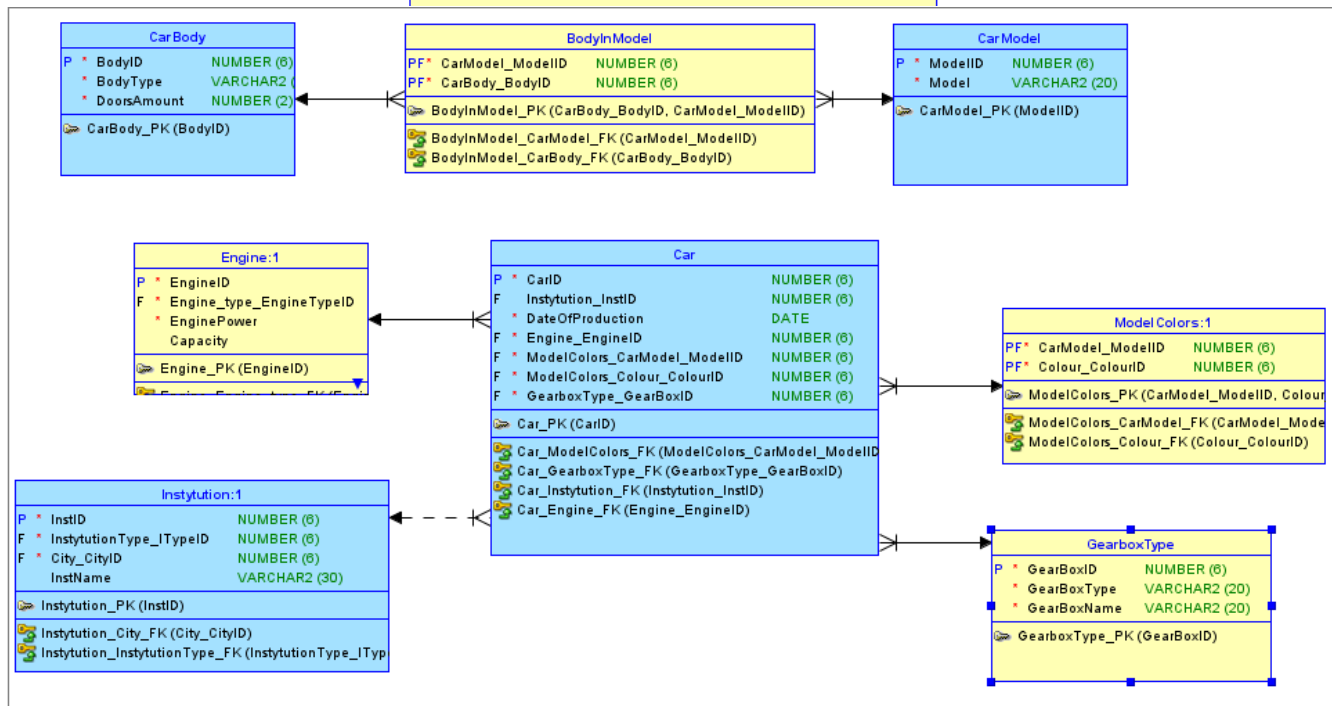 CarBody
P * BodyID NUMBER (6)
* BodyType VARCHAR2 (
* DoorsAmount NUMBER (2)
CarBody_PK (BodyID)
BodyInModel
PF* CarModel_ModelID NUMBER (6)
PF* CarBody_BodyID NUMBER (6)
BodyInModel_PK (CarBody_BodyID, CarModel_ModelID)
BodyInModel_CarModel_FK (CarModel_ModelID)
BodyInModel_CarBody_FK (CarBody_BodyID)
CarModel
P * ModelID NUMBER (6)
* Model VARCHAR2 (20)
CarModel_PK (ModelID)
Engine:1
P * EngineID
F * Engine_type_EngineTypeID
* EnginePower
Capacity
Engine_PK (EngineID)
Car
P * CarID NUMBER (6)
F Instytution_InstID NUMBER (6)
* DateOfProduction DATE
F * Engine_EngineID NUMBER (6)
F * ModelColors_CarModel_ModelID NUMBER (6)
F * ModelColors_Colour_ColourID NUMBER (6)
F * GearboxType_GearBoxID NUMBER (6)
Car_PK (CarID)
Car_ModelColors_FK (ModelColors_CarModel_ModelID
Car_GearboxType_FK (GearboxType_GearBoxID)
Car_Instytution_FK (Instytution_InstID)
Car_Engine_FK (Engine_EngineID)
ModelColors:1
PF* CarModel_ModelID NUMBER (6)
PF* Colour_ColourID NUMBER (6)
ModelColors_PK (CarModel_ModelID, Colour
ModelColors_CarModel_FK (CarModel_Mode
ModelColors_Colour_FK (Colour_ColourID)
Instytution:1
P * InstID NUMBER (6)
F * InstytutionType_ITypeID NUMBER (6)
F * City_CityID NUMBER (6)
InstName VARCHAR2 (30)
Instytution_PK (InstID)
Instytution_City_FK (City_CityID)
Instytution_InstytutionType_FK (InstytutionType_ITyp
GearboxType
P * GearBoxID NUMBER (6)
* GearBoxType VARCHAR2 (20)
* GearBoxName VARCHAR2 (20)
GearboxType_PK (GearBoxID)